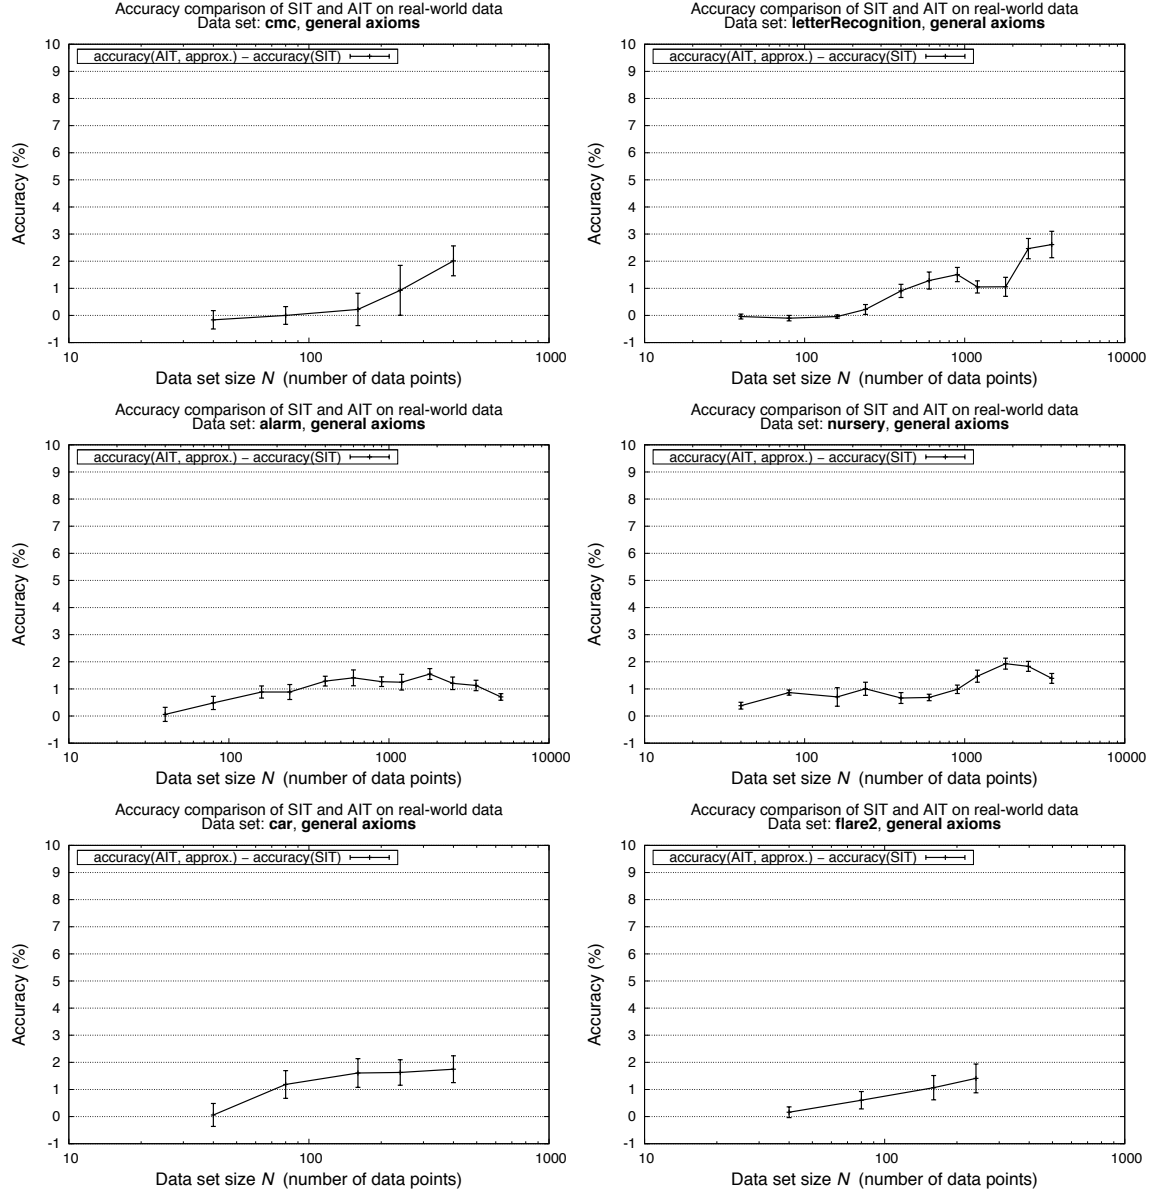 Accuracy comparison of SIT and AIT on real-world data
Data set: cmc, general axioms
accuracy(AIT, approx.) − accuracy(SIT)
Accuracy (%)
10
9
8
7
6
5
4
3
2
1
0
-1
10 100 1000
Data set size N (number of data points)
Accuracy comparison of SIT and AIT on real-world data
Data set: letterRecognition, general axioms
accuracy(AIT, approx.) − accuracy(SIT)
Accuracy (%)
10
9
8
7
6
5
4
3
2
1
0
-1
10 100 1000 10000
Data set size N (number of data points)
Accuracy comparison of SIT and AIT on real-world data
Data set: alarm, general axioms
accuracy(AIT, approx.) − accuracy(SIT)
Accuracy (%)
10
9
8
7
6
5
4
3
2
1
0
-1
10 100 1000 10000
Data set size N (number of data points)
Accuracy comparison of SIT and AIT on real-world data
Data set: nursery, general axioms
accuracy(AIT, approx.) − accuracy(SIT)
Accuracy (%)
10
9
8
7
6
5
4
3
2
1
0
-1
10 100 1000 10000
Data set size N (number of data points)
Accuracy comparison of SIT and AIT on real-world data
Data set: car, general axioms
accuracy(AIT, approx.) − accuracy(SIT)
Accuracy (%)
10
9
8
7
6
5
4
3
2
1
0
-1
10 100 1000
Data set size N (number of data points)
Accuracy comparison of SIT and AIT on real-world data
Data set: flare2, general axioms
accuracy(AIT, approx.) − accuracy(SIT)
Accuracy (%)
10
9
8
7
6
5
4
3
2
1
0
-1
10 100 1000
Data set size N (number of data points)